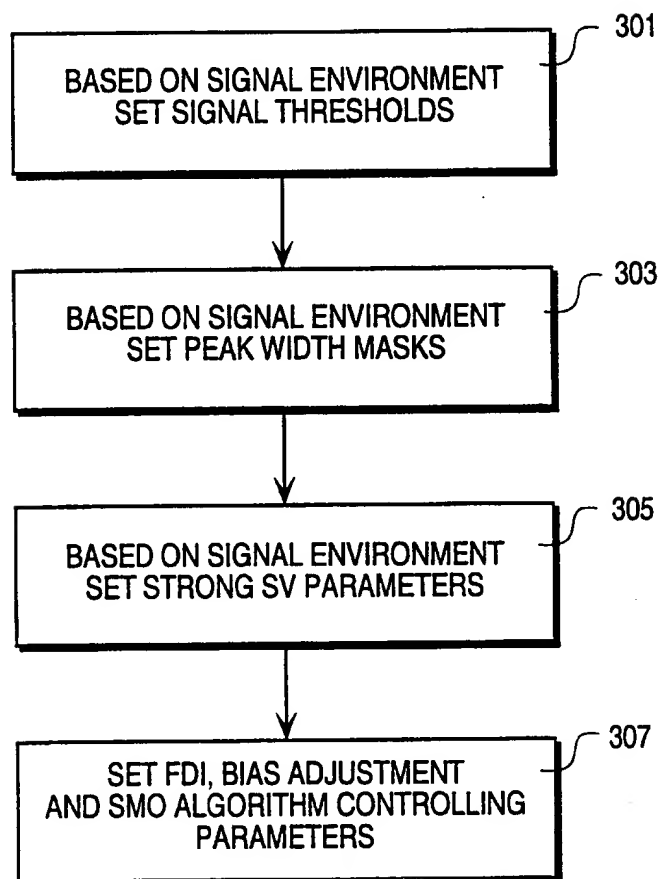 301
BASED ON SIGNAL ENVIRONMENT
SET SIGNAL THRESHOLDS
303
BASED ON SIGNAL ENVIRONMENT
SET PEAK WIDTH MASKS
305
BASED ON SIGNAL ENVIRONMENT
SET STRONG SV PARAMETERS
307
SET FDI, BIAS ADJUSTMENT
AND SMO ALGORITHM CONTROLLING
PARAMETERS